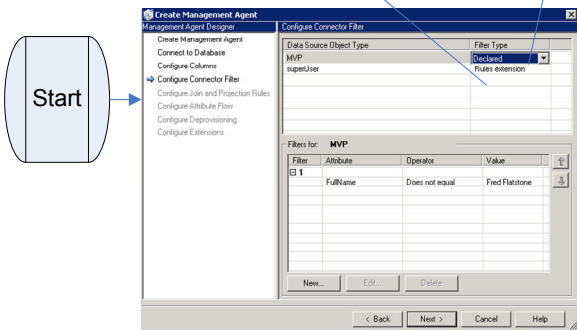 Create Management Agent
Management Agent Designer
Configure Connector Filter
Create Management Agent
Connect to Database
Configure Columns
Configure Connector Filter
Configure Join and Projection Rules
Configure Attribute Flow
Configure Deprovisioning
Configure Extensions
Start
Data Source Object Type Filter Type
MVP Declared
superUser Rules extension
Filters for: MVP
Filter Attribute Operator Value
1
FullName Does not equal Fred Flatstone
New... Edit... Delete
< Back Next > Cancel Help